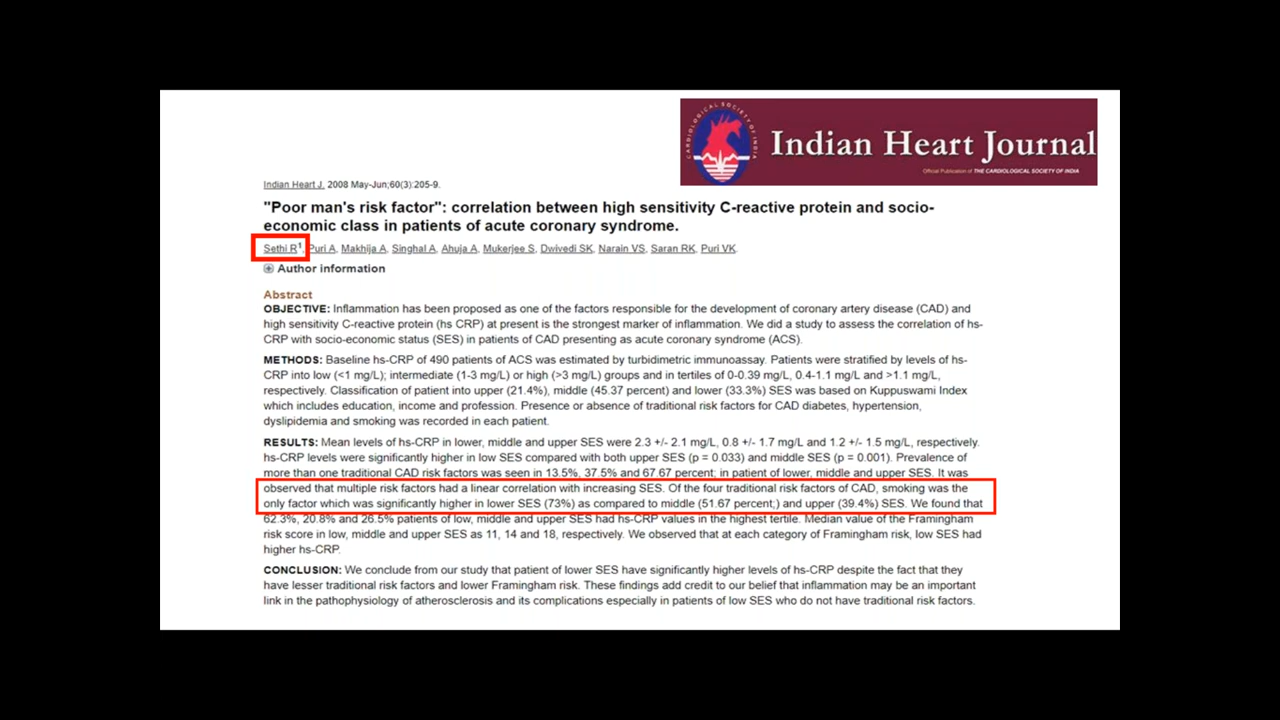 CARDIOLOGICAL SOCIETY OF INDIA
Indian Heart Journal
Official Publication of THE CARDIOLOGICAL SOCIETY OF INDIA
Indian Heart J. 2008 May-Jun;60(3):205-9.
"Poor man's risk factor": correlation between high sensitivity C-reactive protein and socio-
economic class in patients of acute coronary syndrome.
Sethi R1, Puri A, Makhija A, Singhal A, Ahuja A, Mukerjee S, Dwivedi SK, Narain VS, Saran RK, Puri VK.
Author information
Abstract
OBJECTIVE: Inflammation has been proposed as one of the factors responsible for the development of coronary artery disease (CAD) and
high sensitivity C-reactive protein (hs CRP) at present is the strongest marker of inflammation. We did a study to assess the correlation of hs-
CRP with socio-economic status (SES) in patients of CAD presenting as acute coronary syndrome (ACS).
METHODS: Baseline hs-CRP of 490 patients of ACS was estimated by turbidimetric immunoassay. Patients were stratified by levels of hs-
CRP into low (<1 mg/L); intermediate (1-3 mg/L) or high (>3 mg/L) groups and in tertiles of 0-0.39 mg/L, 0.4-1.1 mg/L and >1.1 mg/L,
respectively. Classification of patient into upper (21.4%), middle (45.37 percent) and lower (33.3%) SES was based on Kuppuswami Index
which includes education, income and profession. Presence or absence of traditional risk factors for CAD diabetes, hypertension,
dyslipidemia and smoking was recorded in each patient.
RESULTS: Mean levels of hs-CRP in lower, middle and upper SES were 2.3 +/- 2.1 mg/L, 0.8 +/- 1.7 mg/L and 1.2 +/- 1.5 mg/L, respectively.
hs-CRP levels were significantly higher in low SES compared with both upper SES (p = 0.033) and middle SES (p = 0.001). Prevalence of
more than one traditional CAD risk factors was seen in 13.5%, 37.5% and 67.67 percent; in patient of lower, middle and upper SES. It was
observed that multiple risk factors had a linear correlation with increasing SES. Of the four traditional risk factors of CAD, smoking was the
only factor which was significantly higher in lower SES (73%) as compared to middle (51.67 percent;) and upper (39.4%) SES. We found that
62.3%, 20.8% and 26.5% patients of low, middle and upper SES had hs-CRP values in the highest tertile. Median value of the Framingham
risk score in low, middle and upper SES as 11, 14 and 18, respectively. We observed that at each category of Framingham risk, low SES had
higher hs-CRP.
CONCLUSION: We conclude from our study that patient of lower SES have significantly higher levels of hs-CRP despite the fact that they
have lesser traditional risk factors and lower Framingham risk. These findings add credit to our belief that inflammation may be an important
link in the pathophysiology of atherosclerosis and its complications especially in patients of low SES who do not have traditional risk factors.